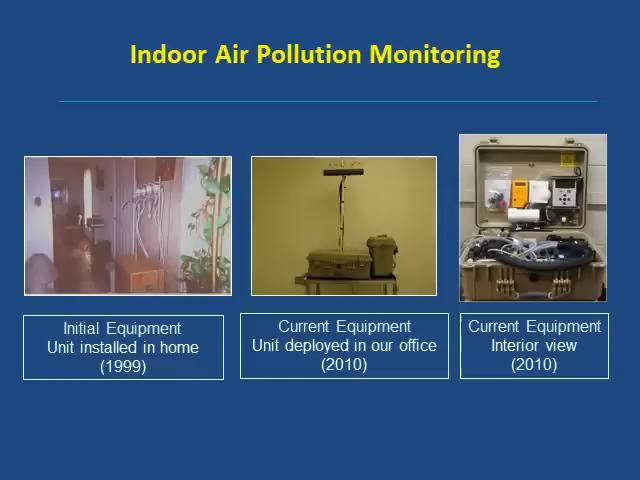 Indoor Air Pollution Monitoring
Initial Equipment
Unit installed in home
(1999)
Current Equipment
Unit deployed in our office
(2010)
Current Equipment
Interior view
(2010)